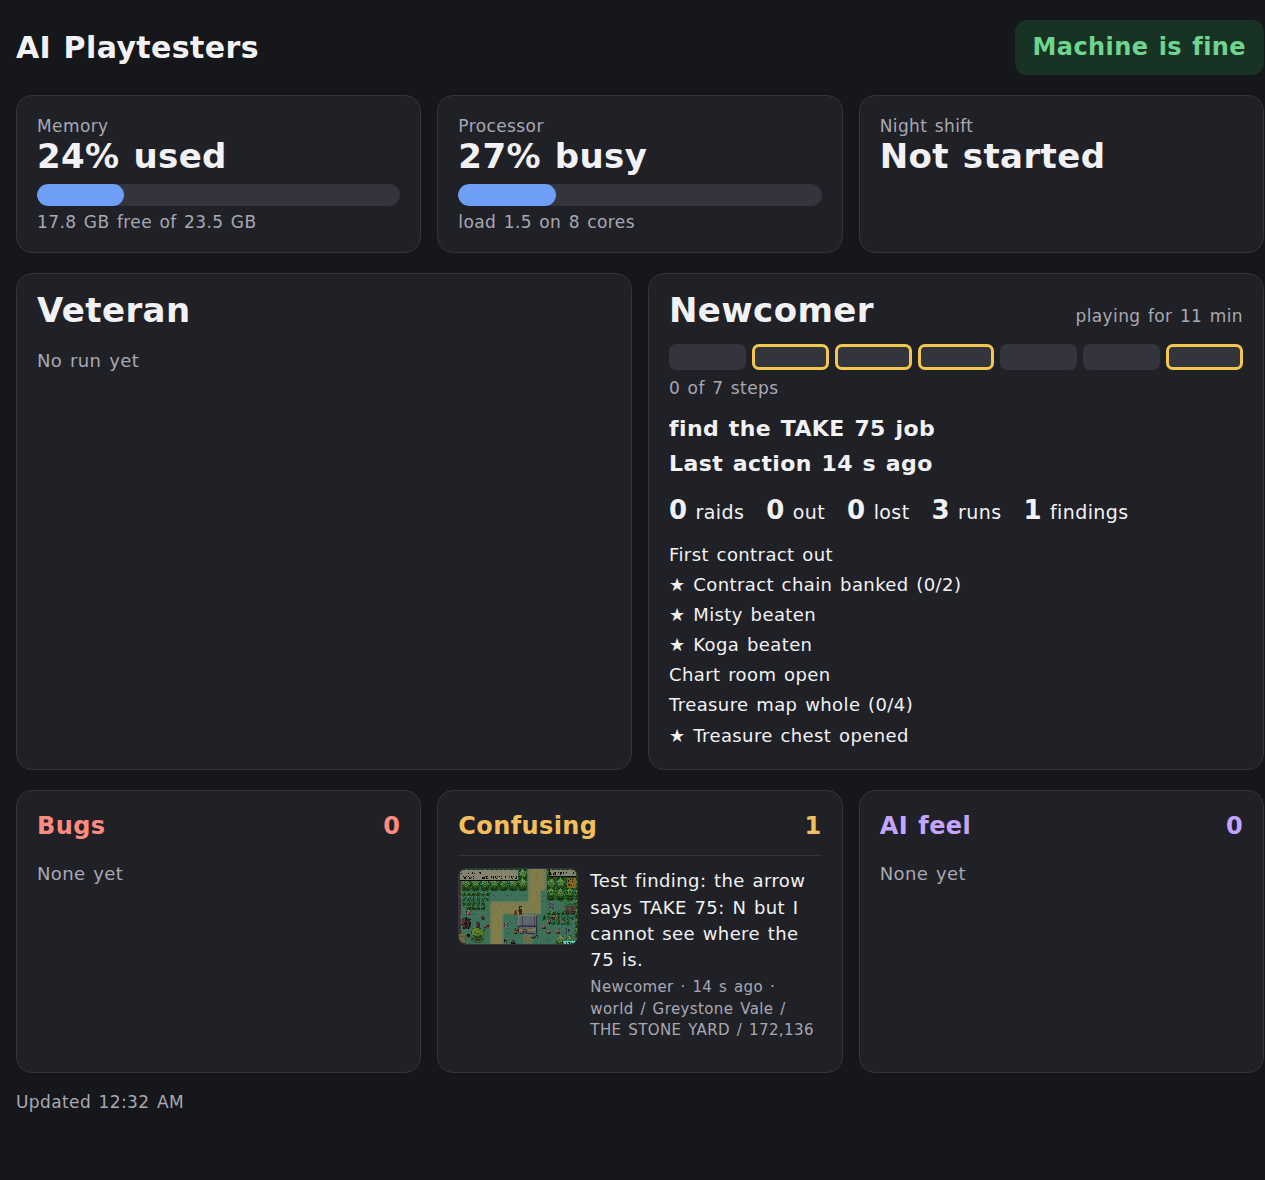 AI Playtesters
Machine is fine
Memory
24% used
17.8 GB free of 23.5 GB
Processor
27% busy
load 1.5 on 8 cores
Night shift
Not started
Veteran
No run yet
Newcomer
playing for 11 min
0 of 7 steps
find the TAKE 75 job
Last action 14 s ago
0 raids 0 out 0 lost 3 runs 1 findings
First contract out
★ Contract chain banked (0/2)
★ Misty beaten
★ Koga beaten
Chart room open
Treasure map whole (0/4)
★ Treasure chest opened
Bugs 0
None yet
Confusing 1
Test finding: the arrow
says TAKE 75: N but I
cannot see where the
75 is.
Newcomer · 14 s ago ·
world / Greystone Vale /
THE STONE YARD / 172,136
AI feel 0
None yet
Updated 12:32 AM